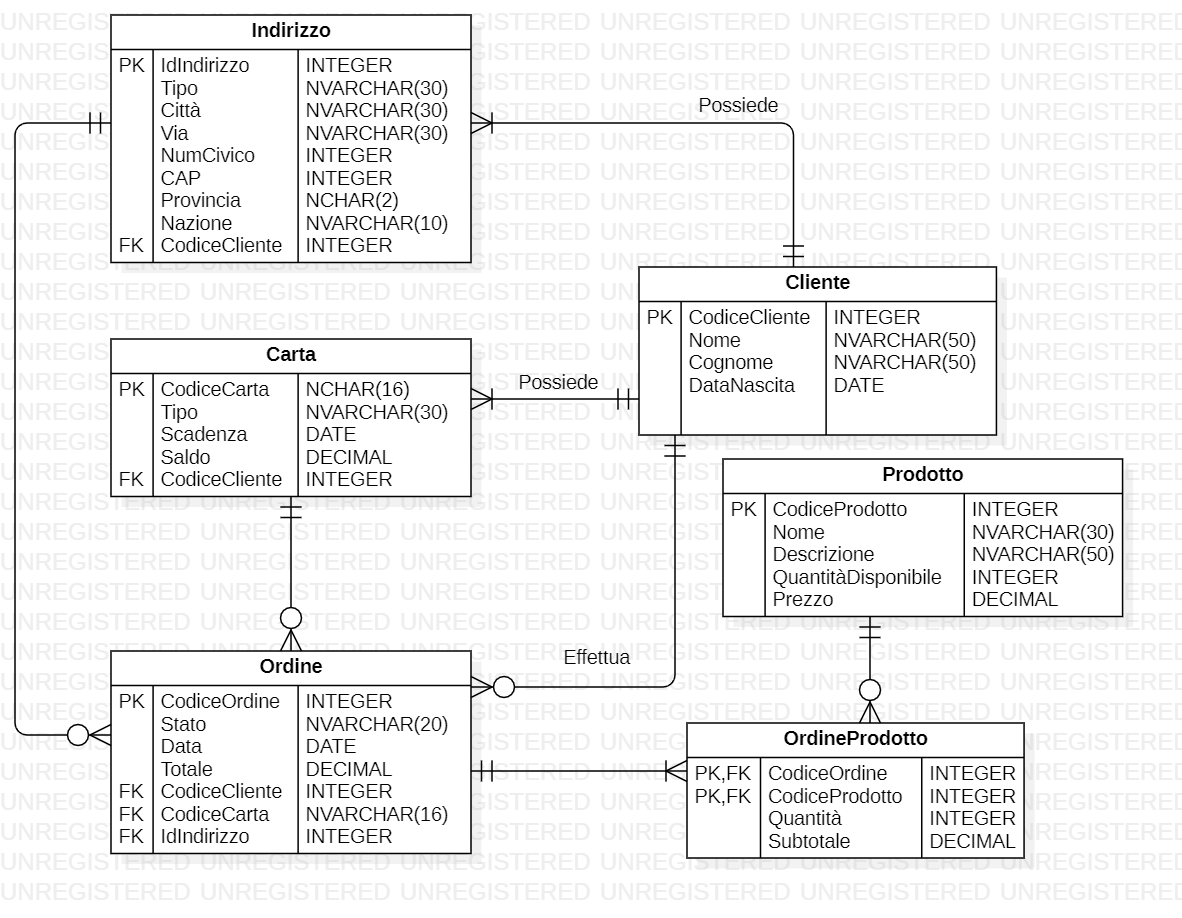 Indirizzo
PK IdIndirizzo INTEGER
Tipo NVARCHAR(30)
Città NVARCHAR(30)
Via NVARCHAR(30)
NumCivico INTEGER
CAP INTEGER
Provincia NCHAR(2)
Nazione NVARCHAR(10)
FK CodiceCliente INTEGER
Possiede
Cliente
PK CodiceCliente INTEGER
Nome NVARCHAR(50)
Cognome NVARCHAR(50)
DataNascita DATE
Carta
PK CodiceCarta NCHAR(16)
Tipo NVARCHAR(30)
Scadenza DATE
Saldo DECIMAL
FK CodiceCliente INTEGER
Possiede
Prodotto
PK CodiceProdotto INTEGER
Nome NVARCHAR(30)
Descrizione NVARCHAR(50)
QuantitàDisponibile INTEGER
Prezzo DECIMAL
Effettua
Ordine
PK CodiceOrdine INTEGER
Stato NVARCHAR(20)
Data DATE
Totale DECIMAL
FK CodiceCliente INTEGER
FK CodiceCarta NVARCHAR(16)
FK IdIndirizzo INTEGER
OrdineProdotto
PK,FK CodiceOrdine INTEGER
PK,FK CodiceProdotto INTEGER
Quantità INTEGER
Subtotale DECIMAL
UNREGISTERED